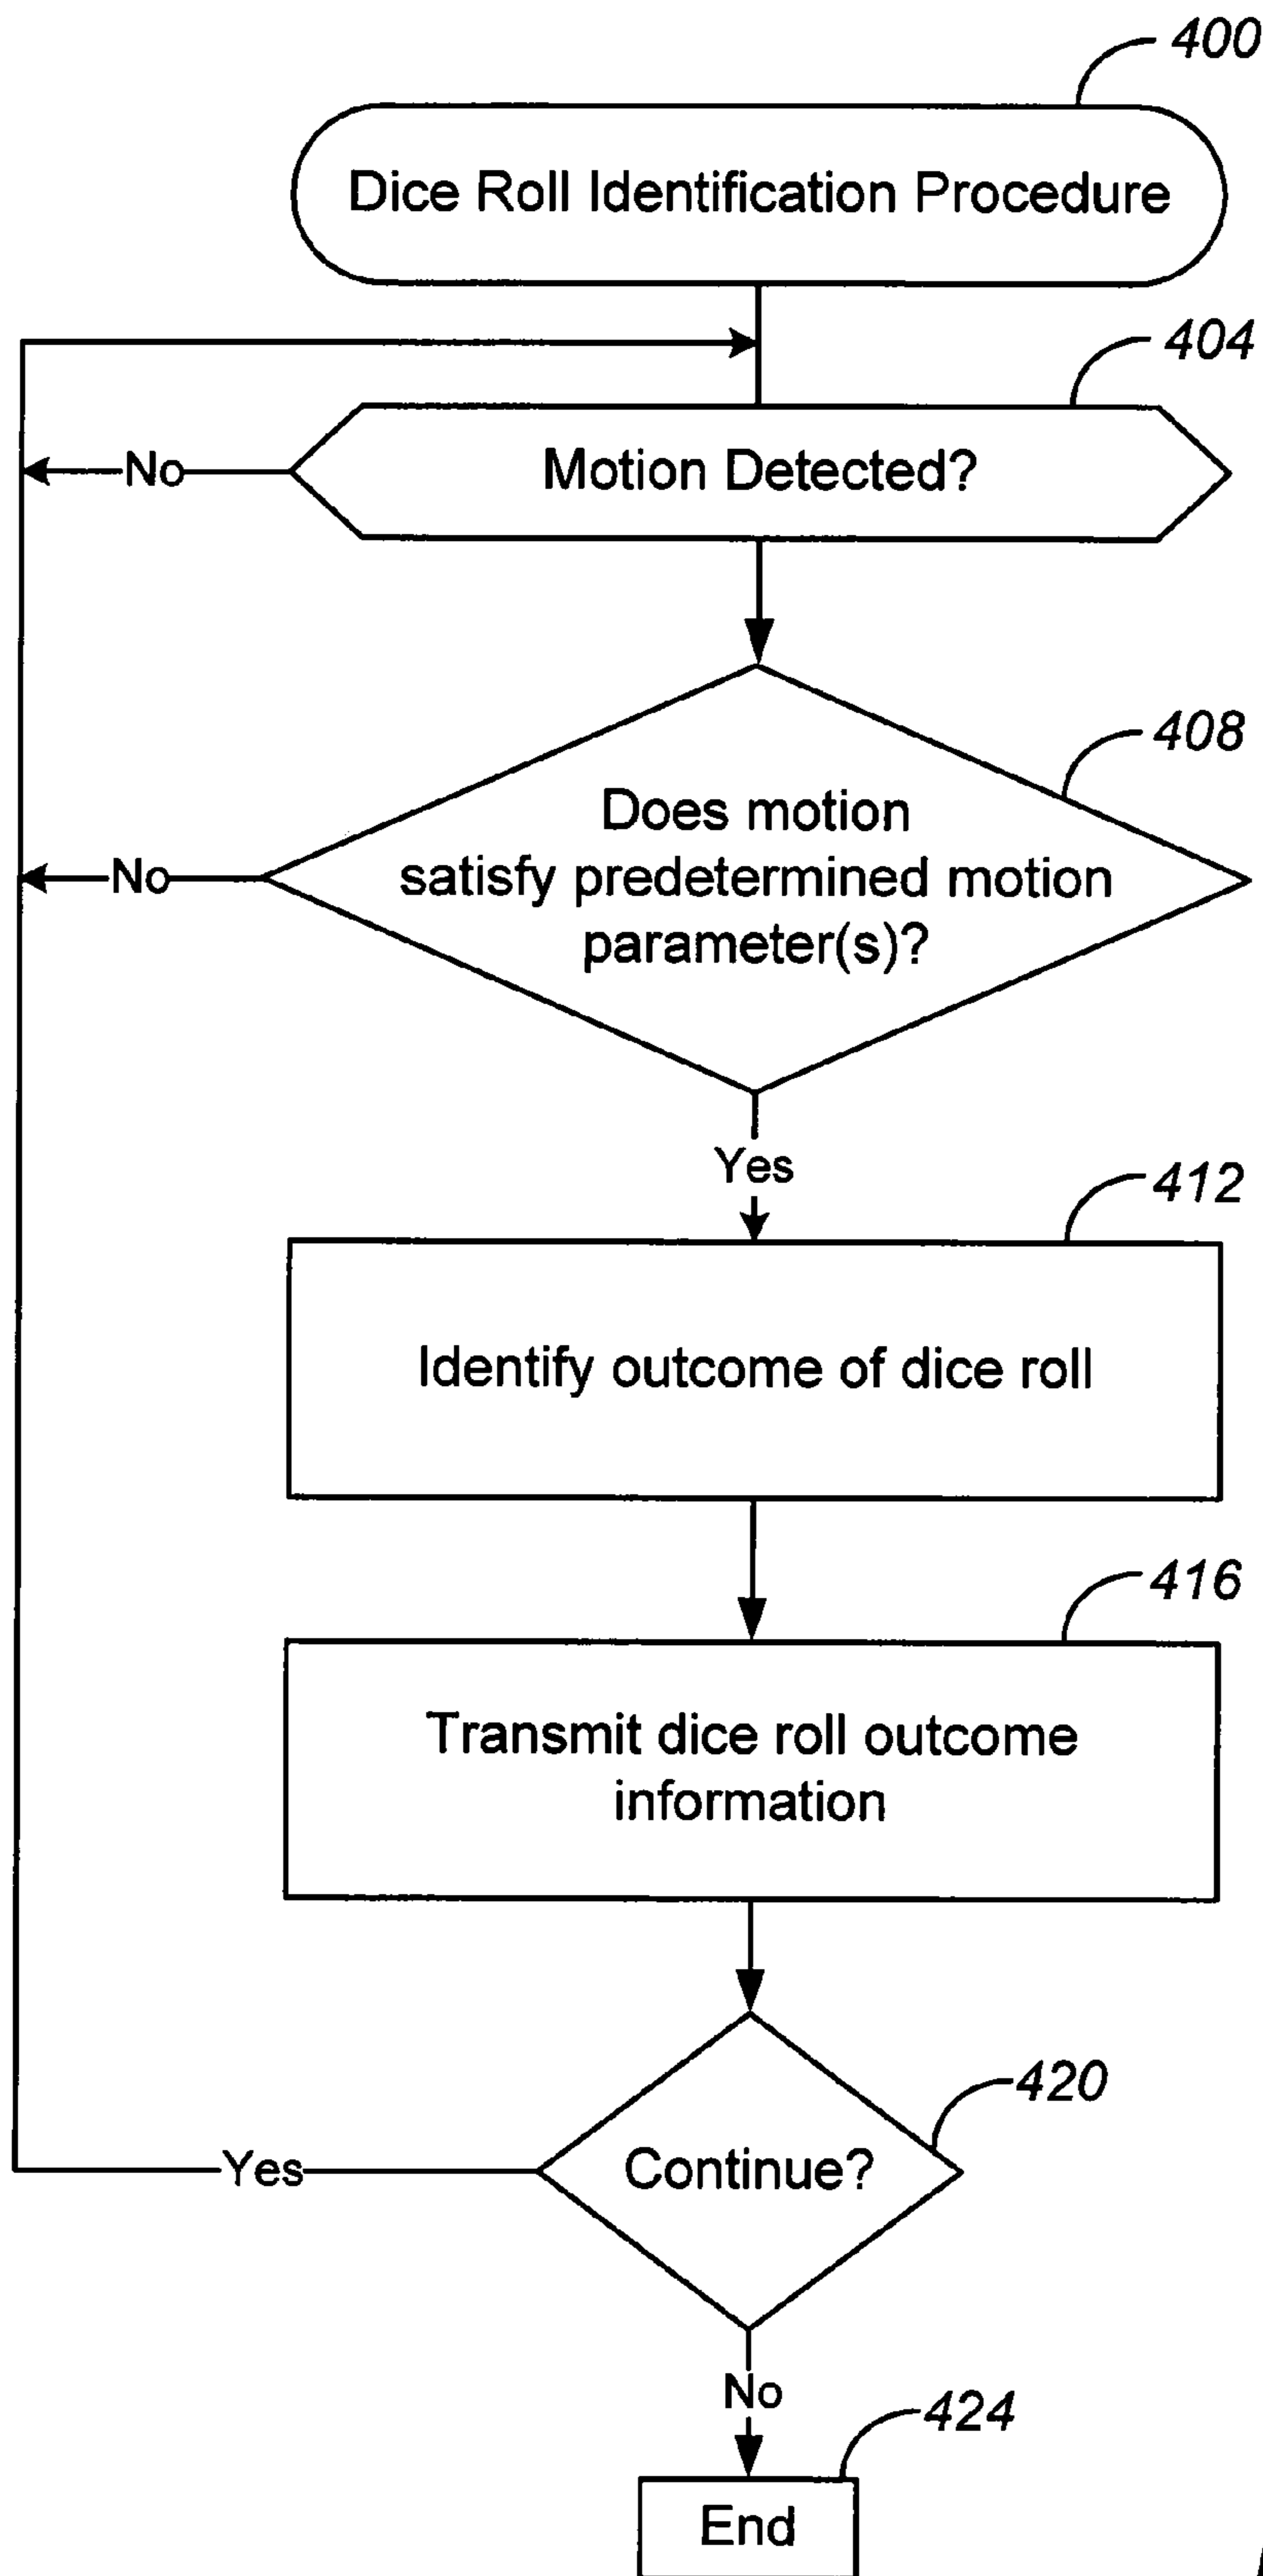 400
Dice Roll Identification Procedure
404
Motion Detected?
No
408
Does motion
satisfy predetermined motion
parameter(s)?
No
Yes
412
Identify outcome of dice roll
416
Transmit dice roll outcome
information
420
Continue?
Yes
No
424
End